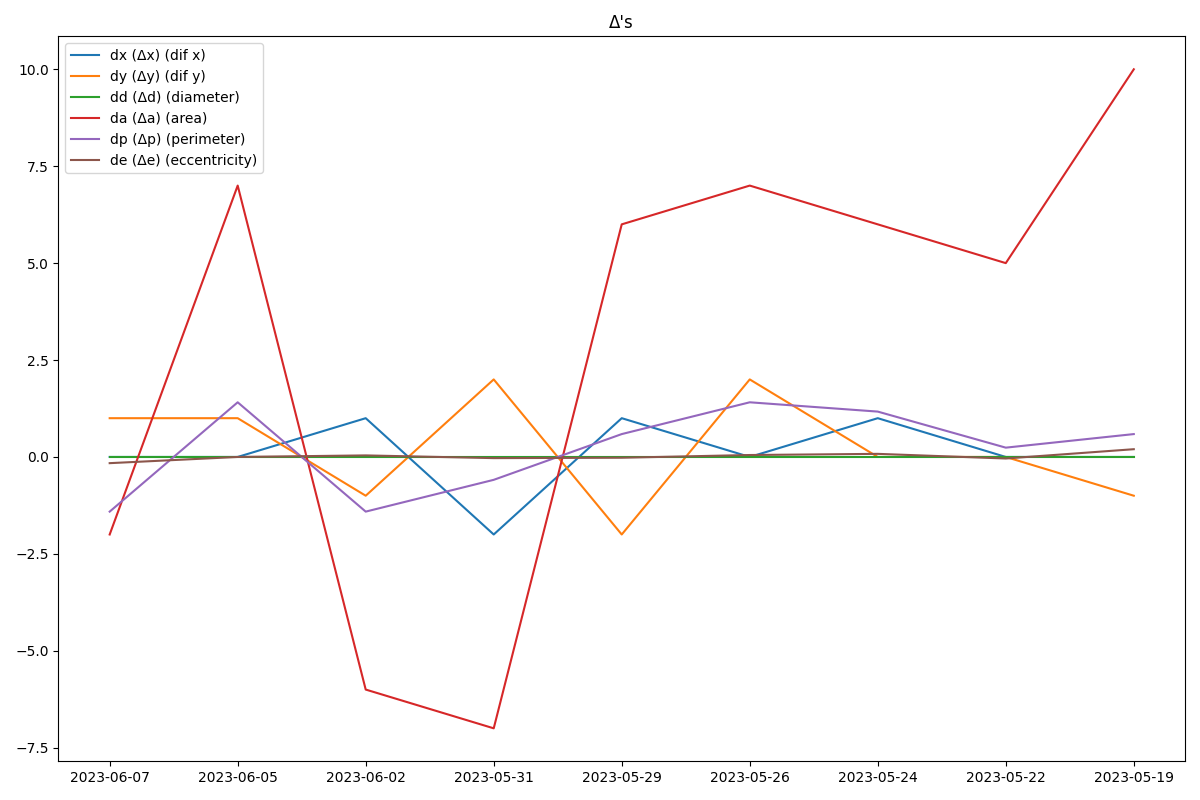 Δ's
dx (Δx) (dif x)
dy (Δy) (dif y)
dd (Δd) (diameter)
da (Δa) (area)
dp (Δp) (perimeter)
de (Δe) (eccentricity)
10.0
7.5
5.0
2.5
0.0
−2.5
−5.0
−7.5
2023-06-07 2023-06-05 2023-06-02 2023-05-31 2023-05-29 2023-05-26 2023-05-24 2023-05-22 2023-05-19